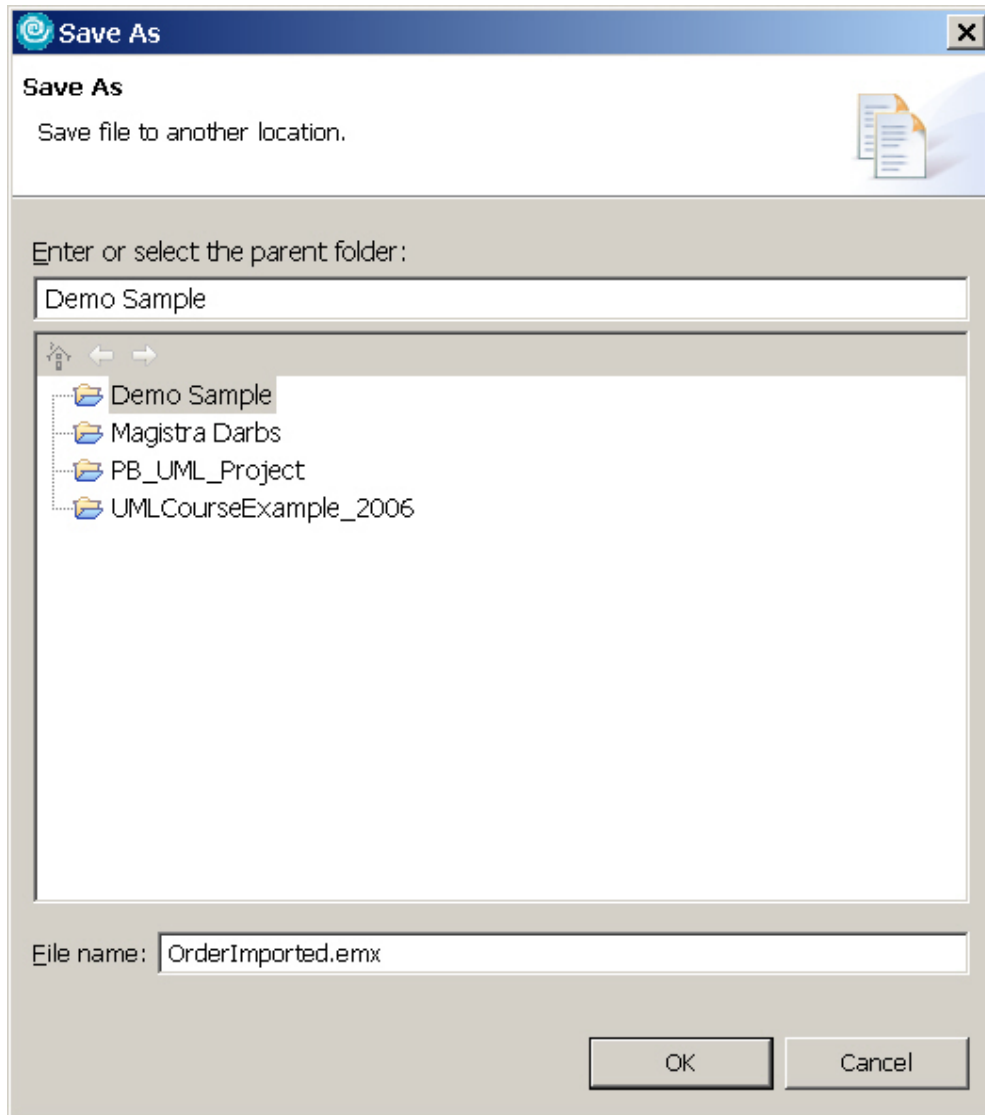 Save As
Save As
Save file to another location.
Enter or select the parent folder:
Demo Sample
Demo Sample
Magistra Darbs
PB_UML_Project
UMLCourseExample_2006
File name: OrderImported.emx
OK Cancel